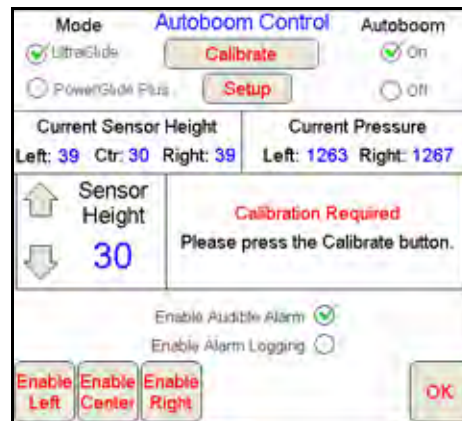 Mode Autoboom Control Autoboom
UltraGlide Calibrate On
PowerGlide Plus Setup Off
Current Sensor Height Current Pressure
Left: 39 Ctr: 30 Right: 39 Left: 1263 Right: 1267
Sensor
Height
30
Calibration Required
Please press the Calibrate button.
Enable Audible Alarm
Enable Alarm Logging
Enable Left
Enable Center
Enable Right
OK